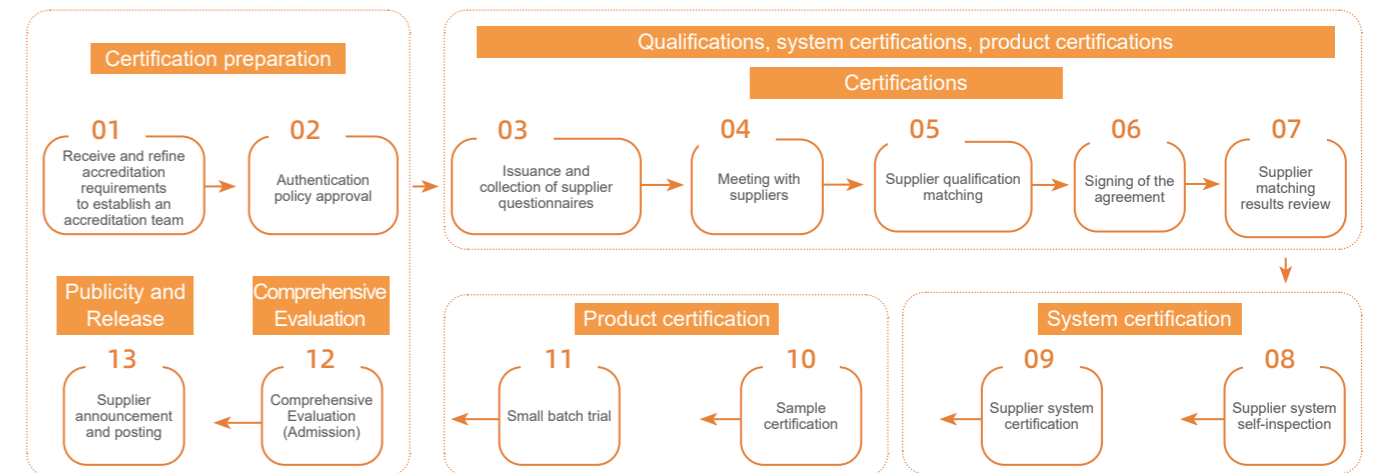 Certification preparation
01
Receive and refine
accreditation
requirements
to establish an
accreditation team
02
Authentication
policy approval
Qualifications, system certifications, product certifications
Certifications
03
Issuance and
collection of supplier
questionnaires
04
Meeting with
suppliers
05
Supplier qualification
matching
06
Signing of the
agreement
07
Supplier
matching
results review
System certification
08
Supplier system
self-inspection
09
Supplier system
certification
Product certification
10
Sample
certification
11
Small batch trial
Comprehensive
Evaluation
12
Comprehensive
Evaluation
(Admission)
Publicity and
Release
13
Supplier
announcement
and posting